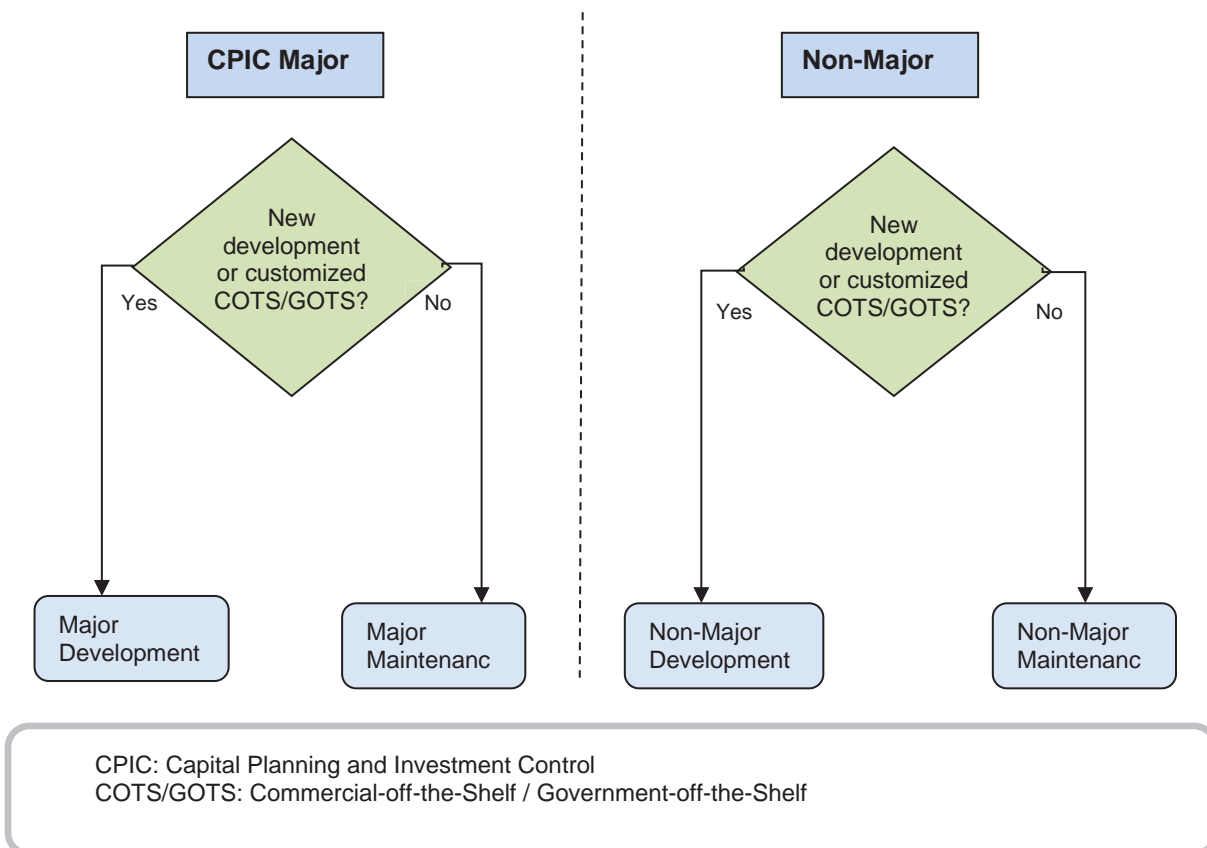 CPIC Major
New
development
or customized
COTS/GOTS?
Yes
No
Major
Development
Major
Maintenanc
Non-Major
New
development
or customized
COTS/GOTS?
Yes
No
Non-Major
Development
Non-Major
Maintenanc
CPIC: Capital Planning and Investment Control
COTS/GOTS: Commercial-off-the-Shelf / Government-off-the-Shelf